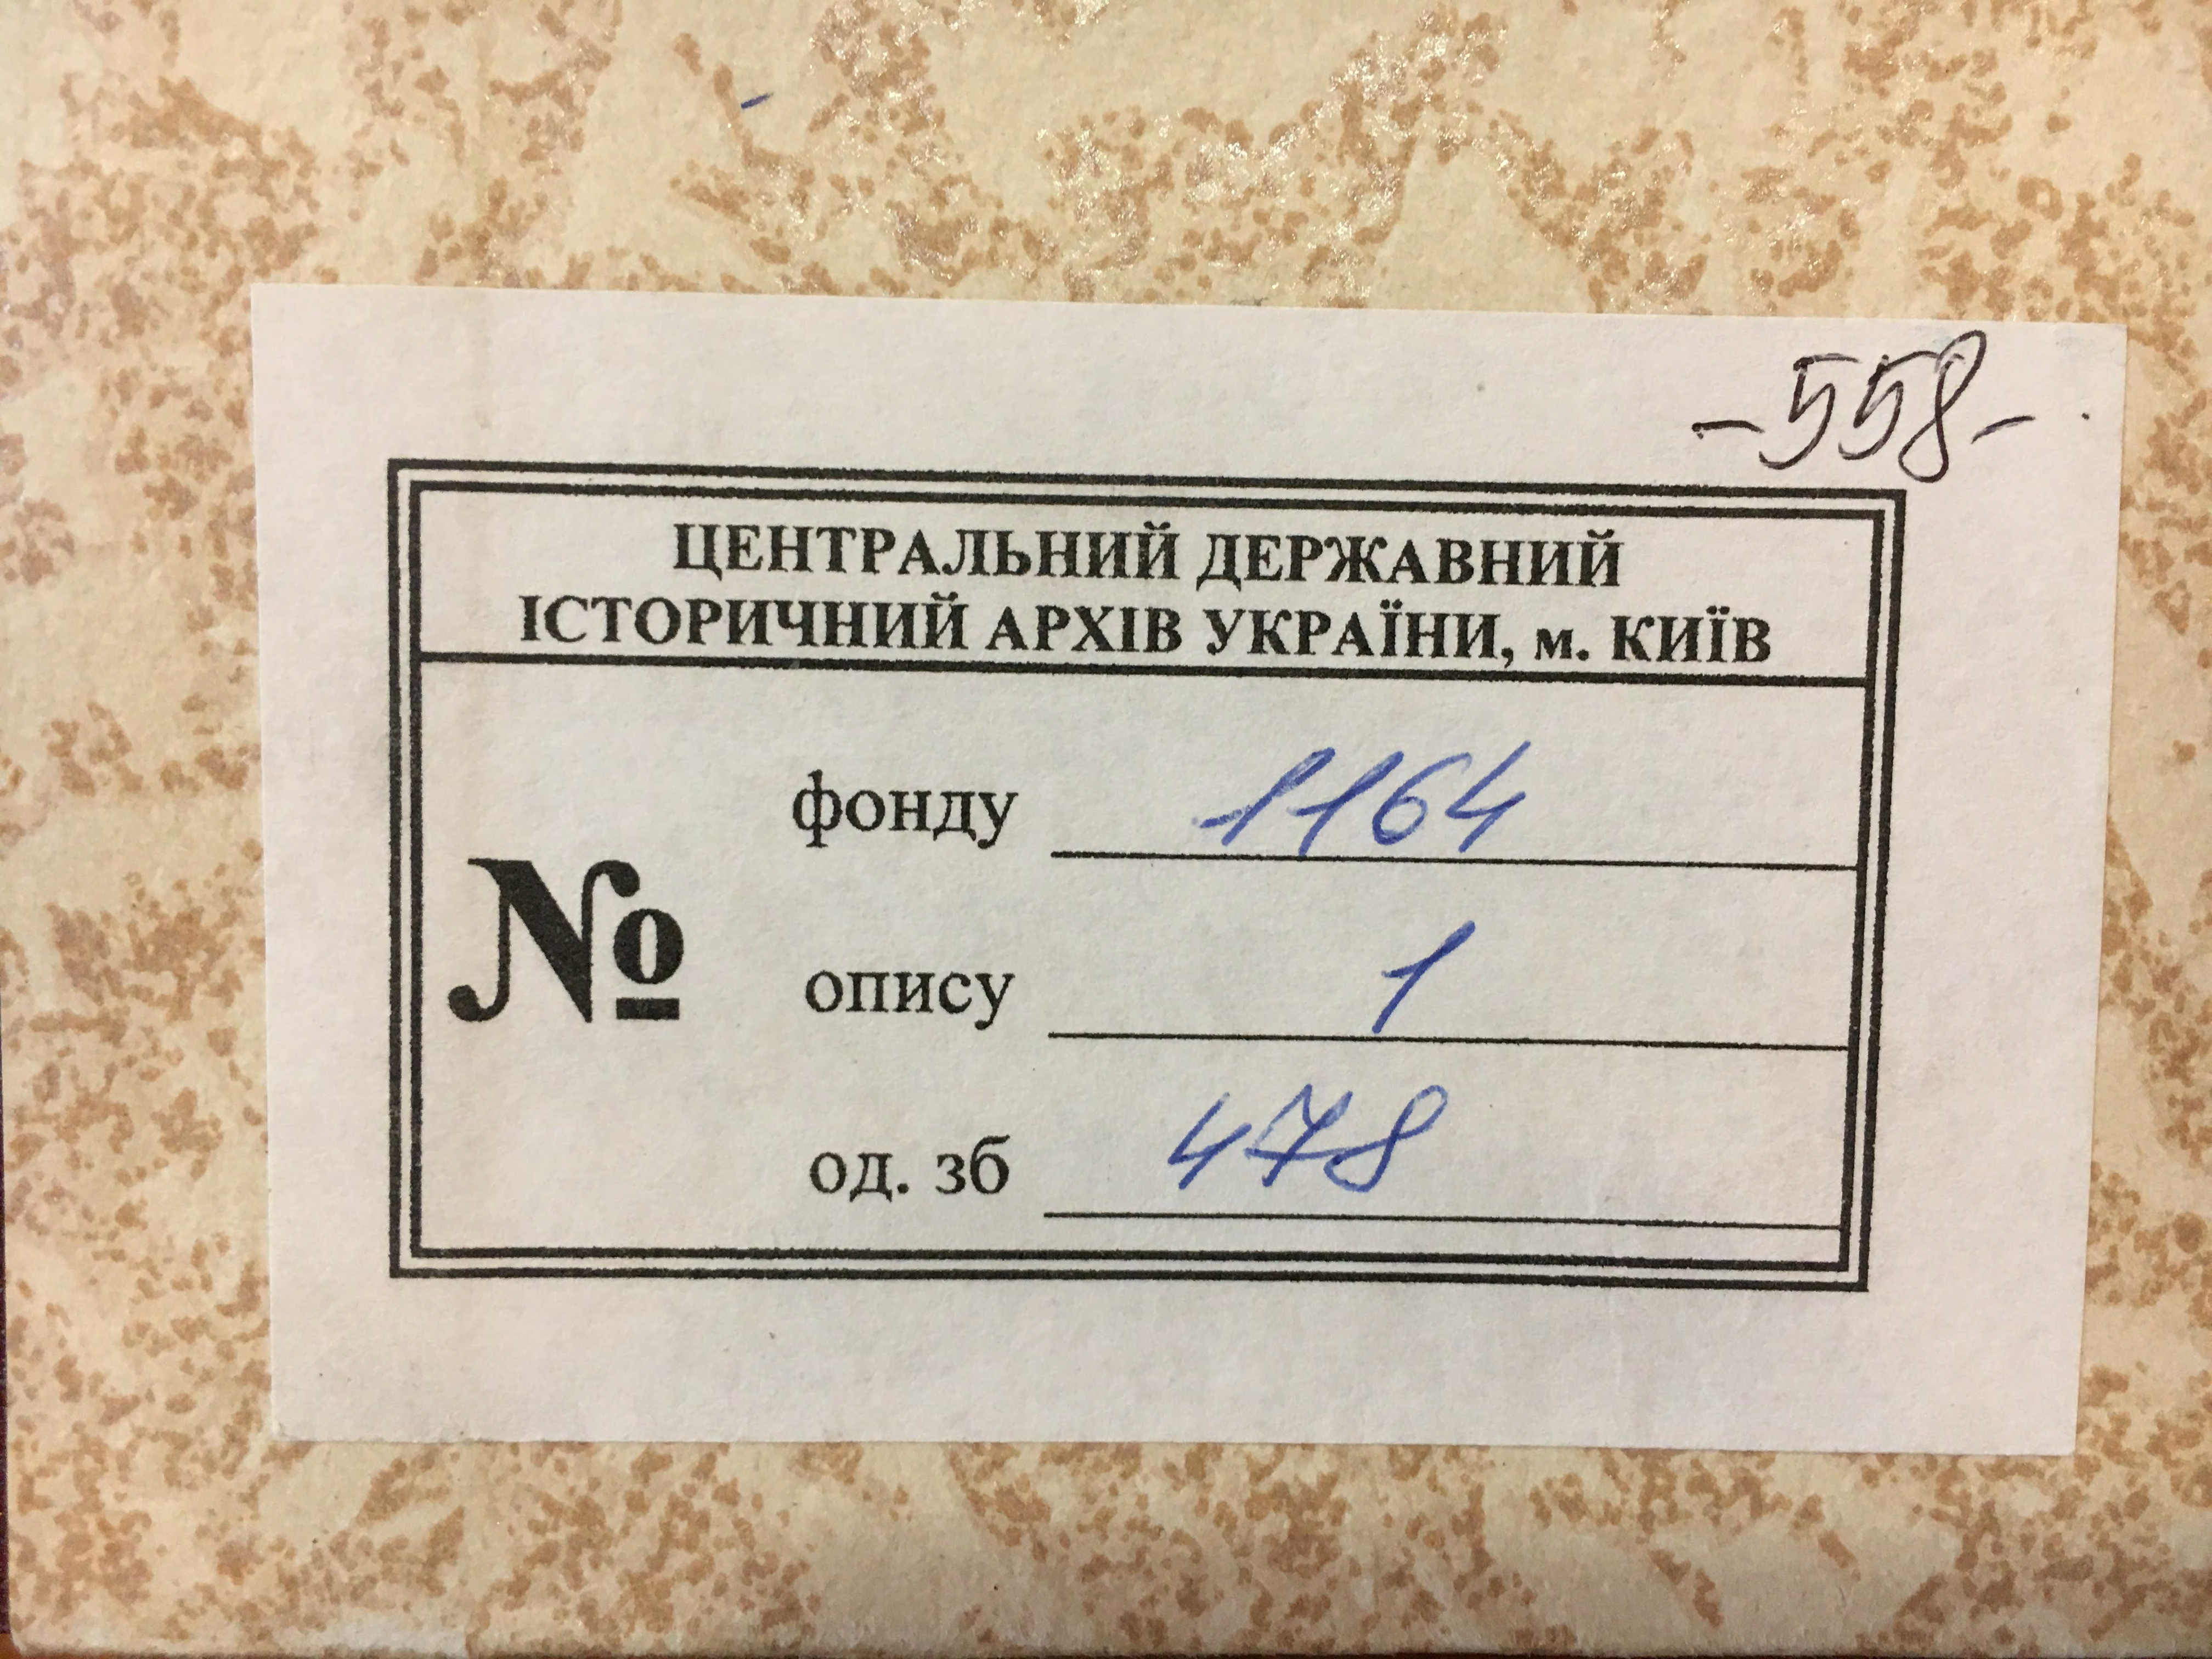 -558-
ЦЕНТРАЛЬНИЙ ДЕРЖАВНИЙ
ІСТОРИЧНИЙ АРХІВ УКРАЇНИ, м. КИЇВ
№
фонду 1164
опису 1
од. зб 478